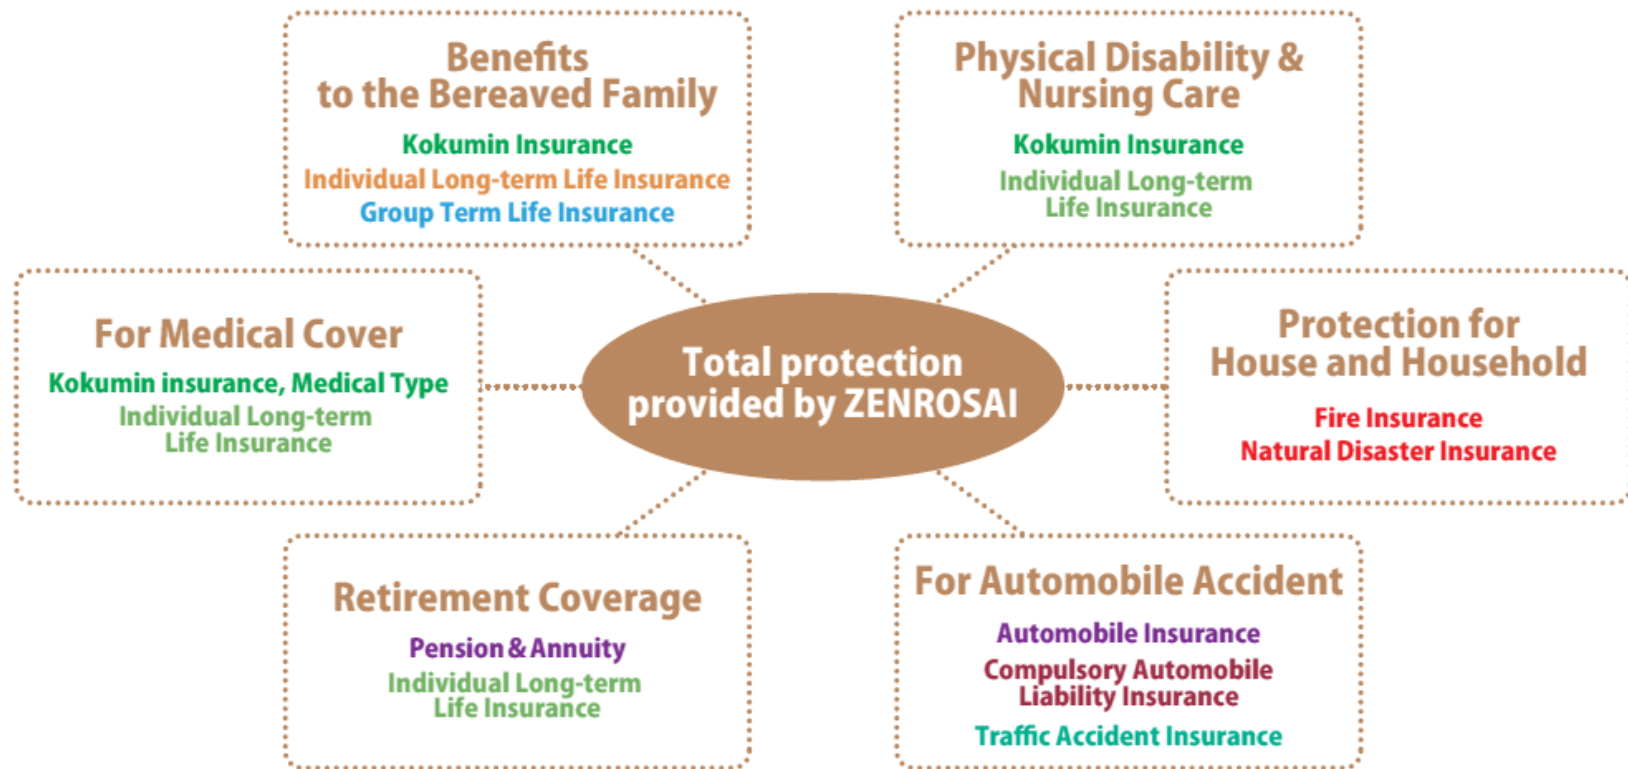 Benefits
to the Bereaved Family
Kokumin Insurance
Individual Long-term Life Insurance
Group Term Life Insurance
Physical Disability &
Nursing Care
Kokumin Insurance
Individual Long-term
Life Insurance
For Medical Cover
Kokumin insurance, Medical Type
Individual Long-term
Life Insurance
Total protection
provided by ZENROSAI
Protection for
House and Household
Fire Insurance
Natural Disaster Insurance
Retirement Coverage
Pension & Annuity
Individual Long-term
Life Insurance
For Automobile Accident
Automobile Insurance
Compulsory Automobile
Liability Insurance
Traffic Accident Insurance